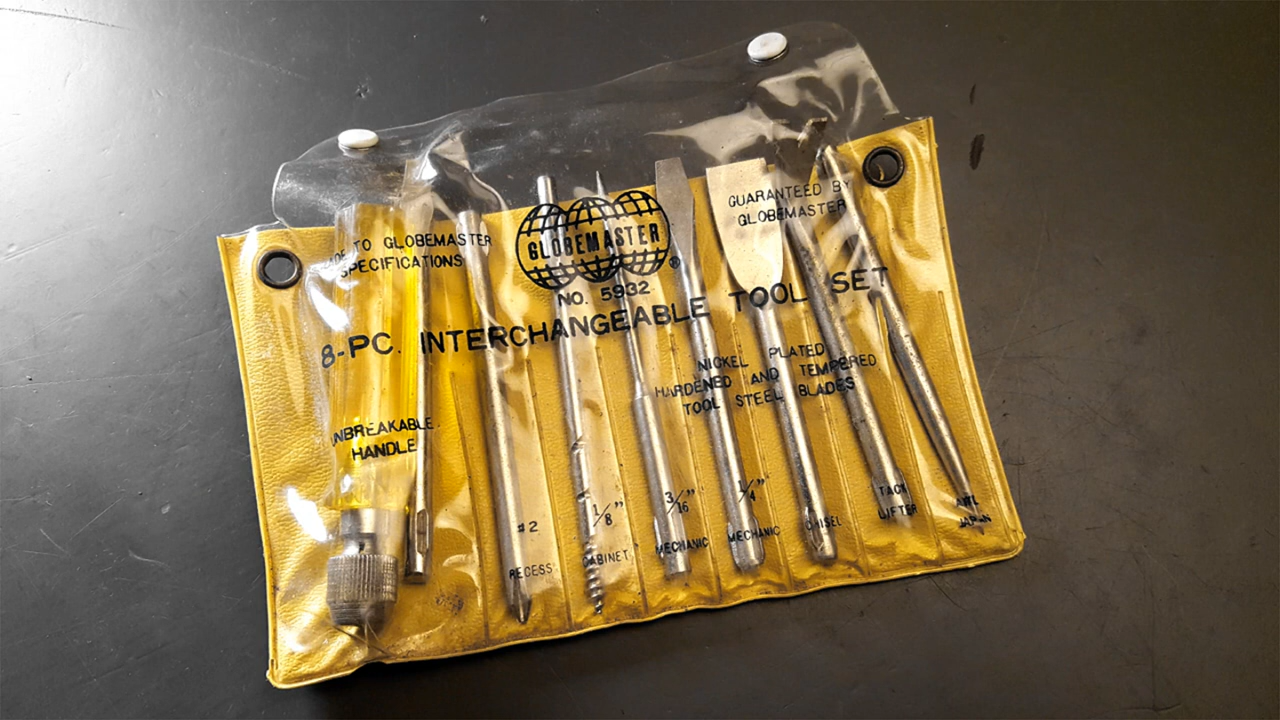 GLOBEMASTER
®
NO. 5932
TO GLOBEMASTER
SPECIFICATIONS
GUARANTEED BY
GLOBEMASTER
8-PC. INTERCHANGEABLE TOOL SET
NICKEL PLATED
HARDENED AND TEMPERED
TOOL STEEL BLADES
UNBREAKABLE
HANDLE
#2
RECESS
1/8"
CABINET
3/16"
MECHANIC
1/4"
MECHANIC
CHISEL
TACK
LIFTER
AWL
JAPAN